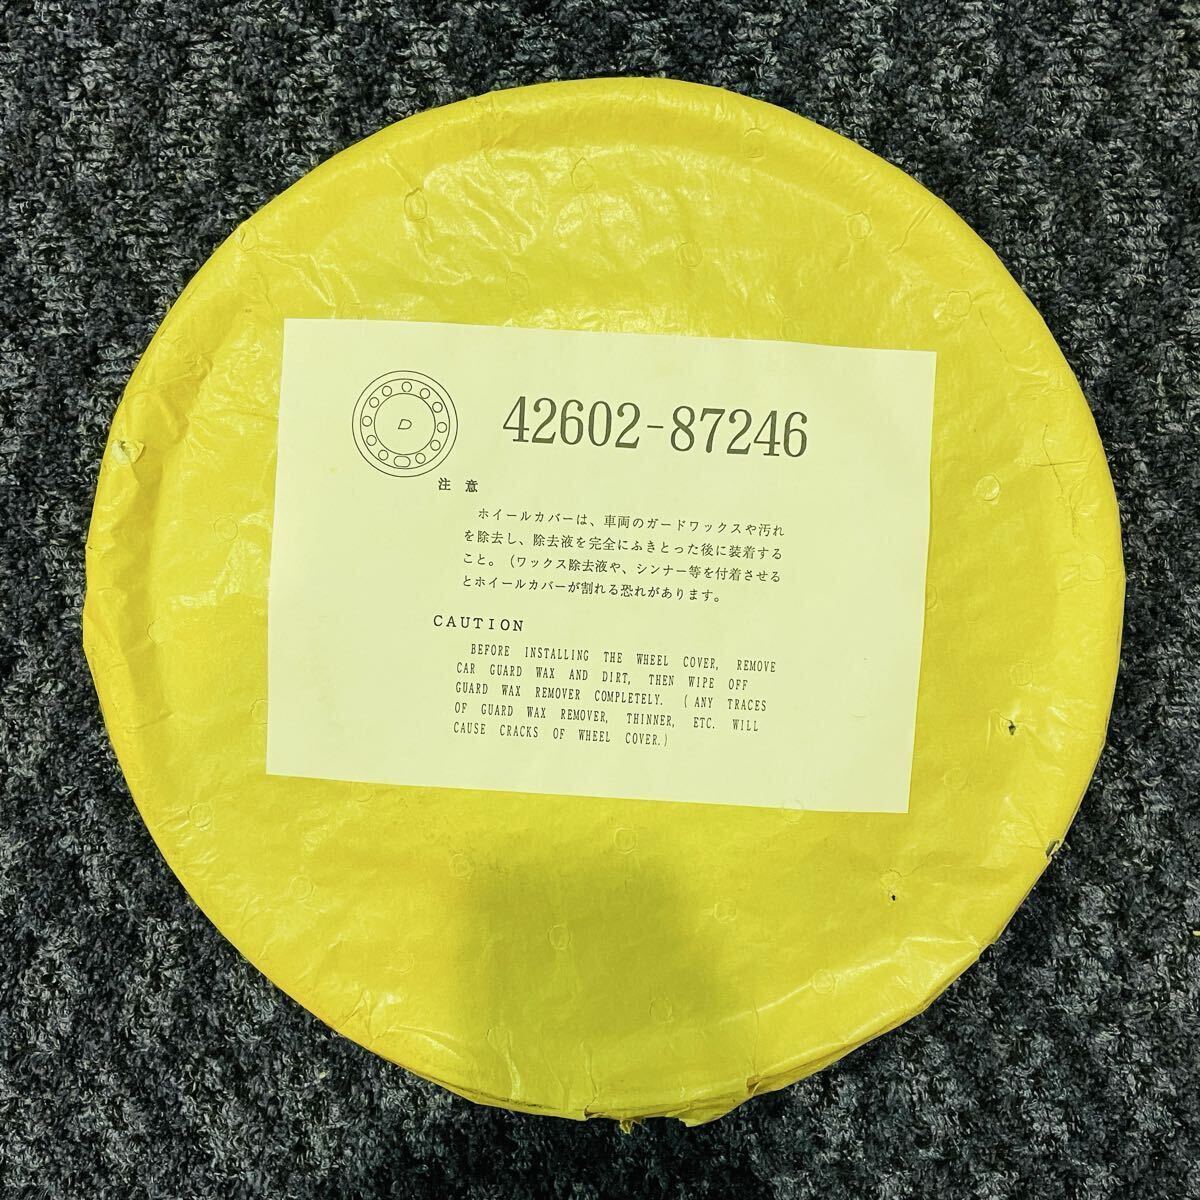 D
42602-87246
注 意
ホイールカバーは、車両のガードワックスや汚れ
を除去し、除去液を完全にふきとった後に装着する
こと。（ワックス除去液や、シンナー等を付着させる
とホイールカバーが割れる恐れがあります。
CAUTION
BEFORE INSTALLING THE WHEEL COVER, REMOVE
CAR GUARD WAX AND DIRT, THEN WIPE OFF
GUARD WAX REMOVER COMPLETELY. (ANY TRACES
OF GUARD WAX REMOVER, THINNER, ETC. WILL
CAUSE CRACKS OF WHEEL COVER.)